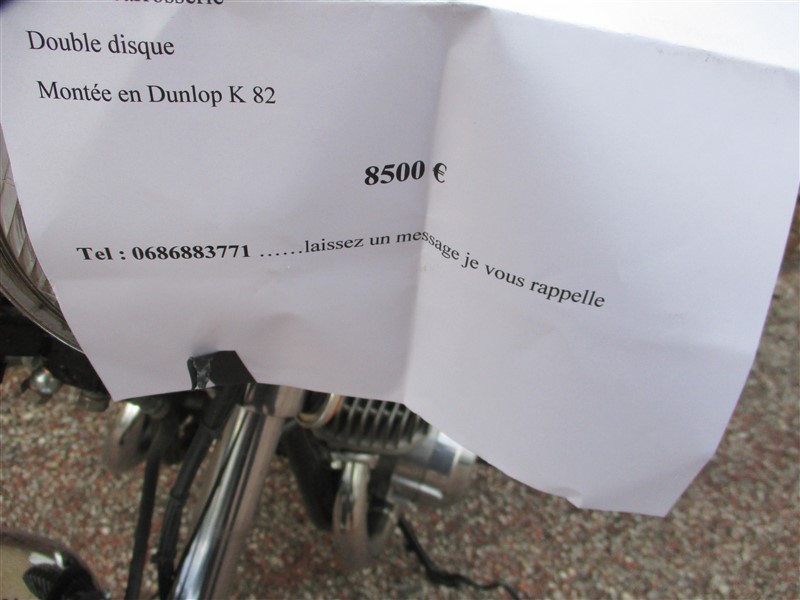 Double disque
Montée en Dunlop K 82
8500 €
Tel : 0686883771 ……laissez un message je vous rappelle